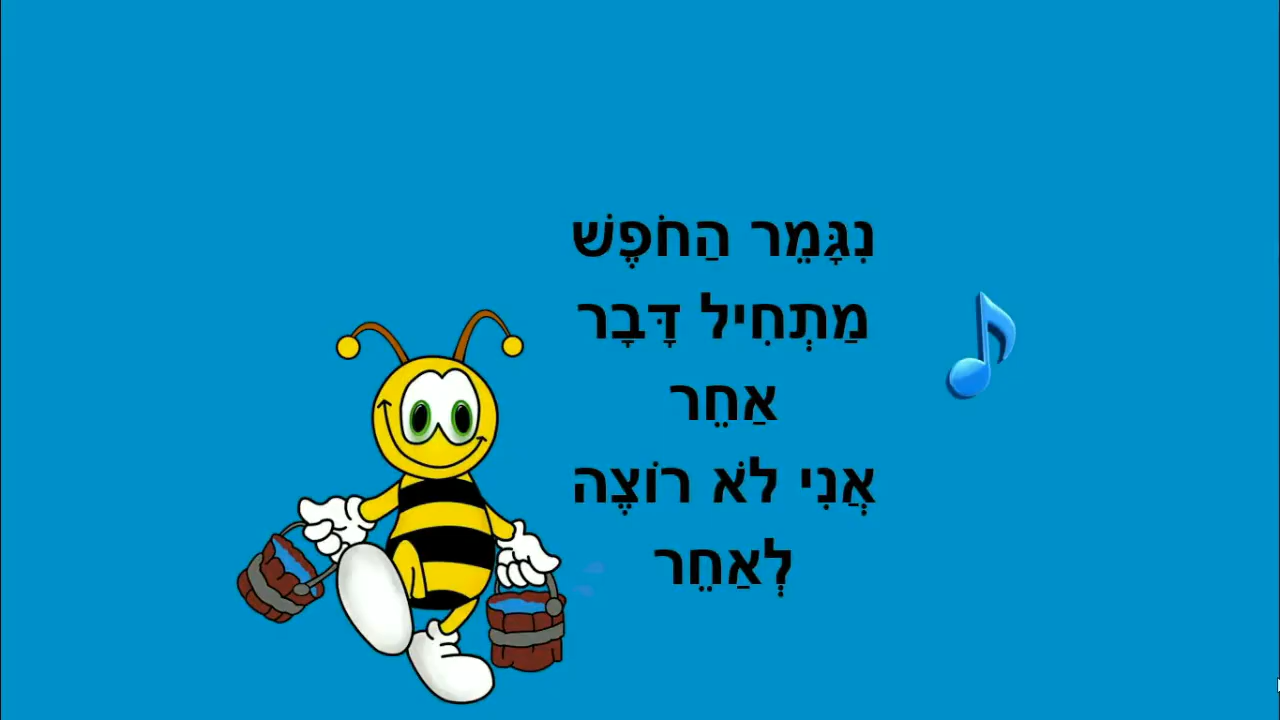 נִגָּמֵר הַחֹפֶשׁ
מַתְחִיל דָּבָר
אַחֵר
אֲנִי לֹא רוֹצֶה
לְאַחֵר